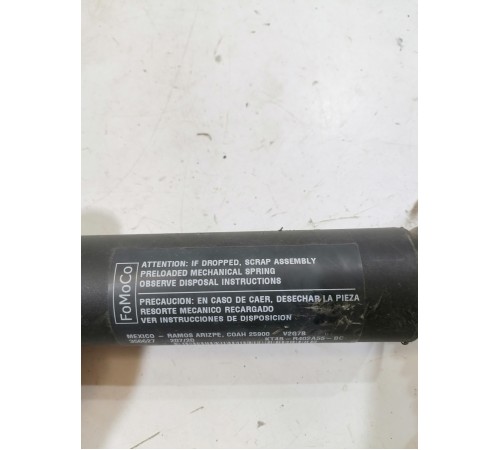 FoMoCo
ATTENTION: IF DROPPED, SCRAP ASSEMBLY
PRELOADED MECHANICAL SPRING
OBSERVE DISPOSAL INSTRUCTIONS
PRECAUCION: EN CASO DE CAER, DESECHAR LA PIEZA
RESORTE MECANICO RECARGADO
VER INSTRUCCIONES DE DISPOSICION
MEXICO - RAMOS ARIZPE, COAH 25900